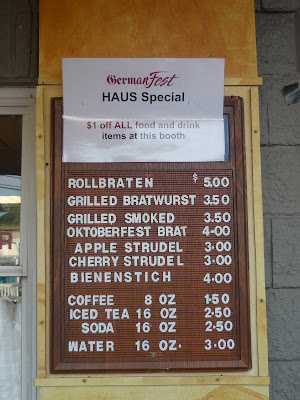 GermanFest
HAUS Special
$1 off ALL food and drink
items at this booth
ROLLBRATEN $5.00
GRILLED BRATWURST 3.50
GRILLED SMOKED 3.50
OKTOBERFEST BRAT 4.00
APPLE STRUDEL 3.00
CHERRY STRUDEL 3.00
BIENENSTICH 4.00
COFFEE 8 OZ 1.50
ICED TEA 16 OZ 2.50
SODA 16 OZ 2.50
WATER 16 OZ. 3.00